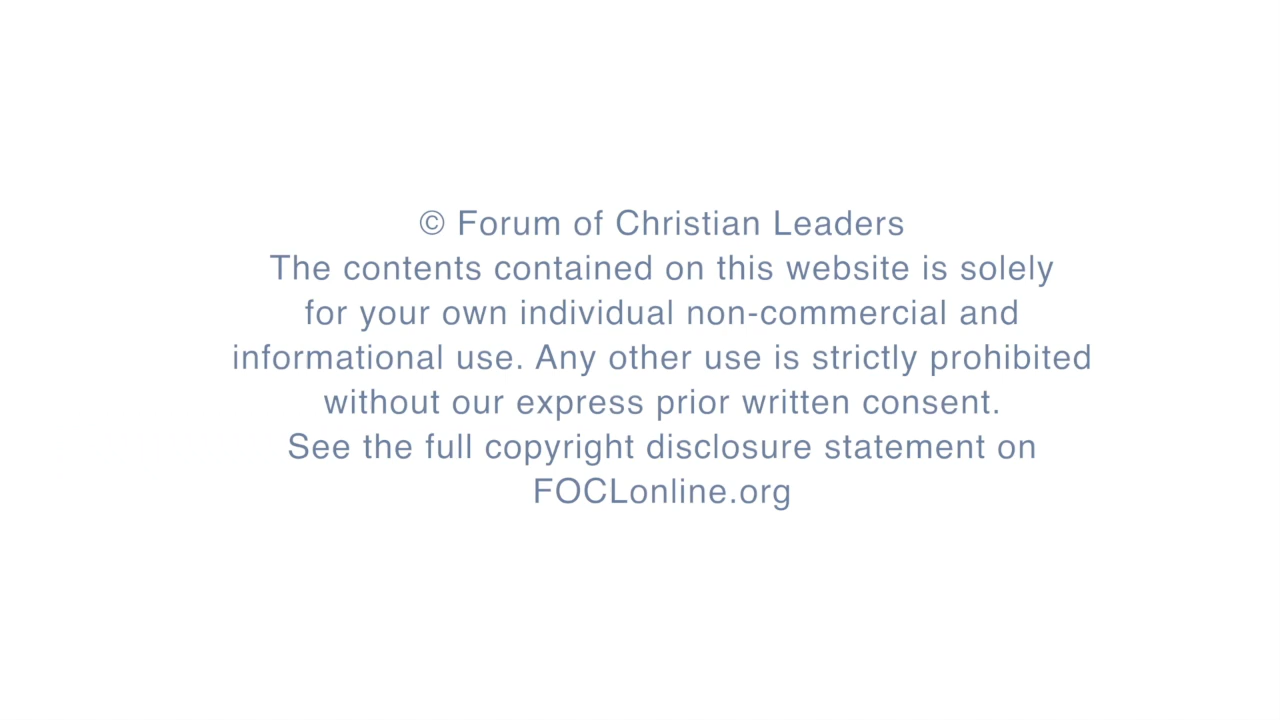 © Forum of Christian Leaders
The contents contained on this website is solely
for your own individual non-commercial and
informational use. Any other use is strictly prohibited
without our express prior written consent.
See the full copyright disclosure statement on
FOCLonline.org